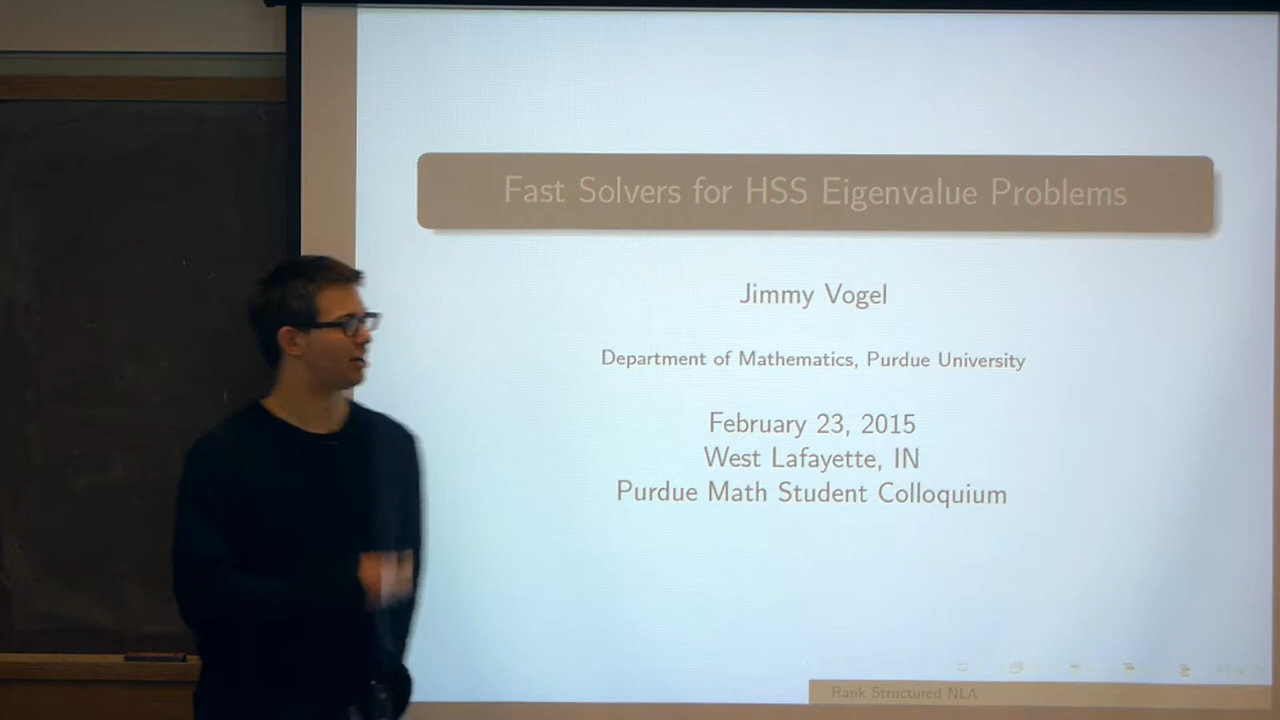 Fast Solvers for HSS Eigenvalue Problems
Jimmy Vogel
Department of Mathematics, Purdue University
February 23, 2015
West Lafayette, IN
Purdue Math Student Colloquium
Rank Structured NLA